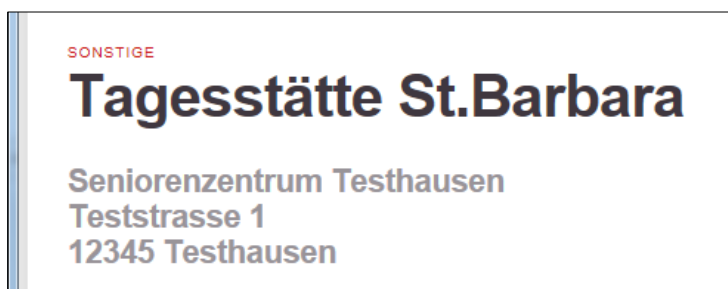 SONSTIGE
Tagesstätte St.Barbara
Seniorenzentrum Testhausen
Teststrasse 1
12345 Testhausen